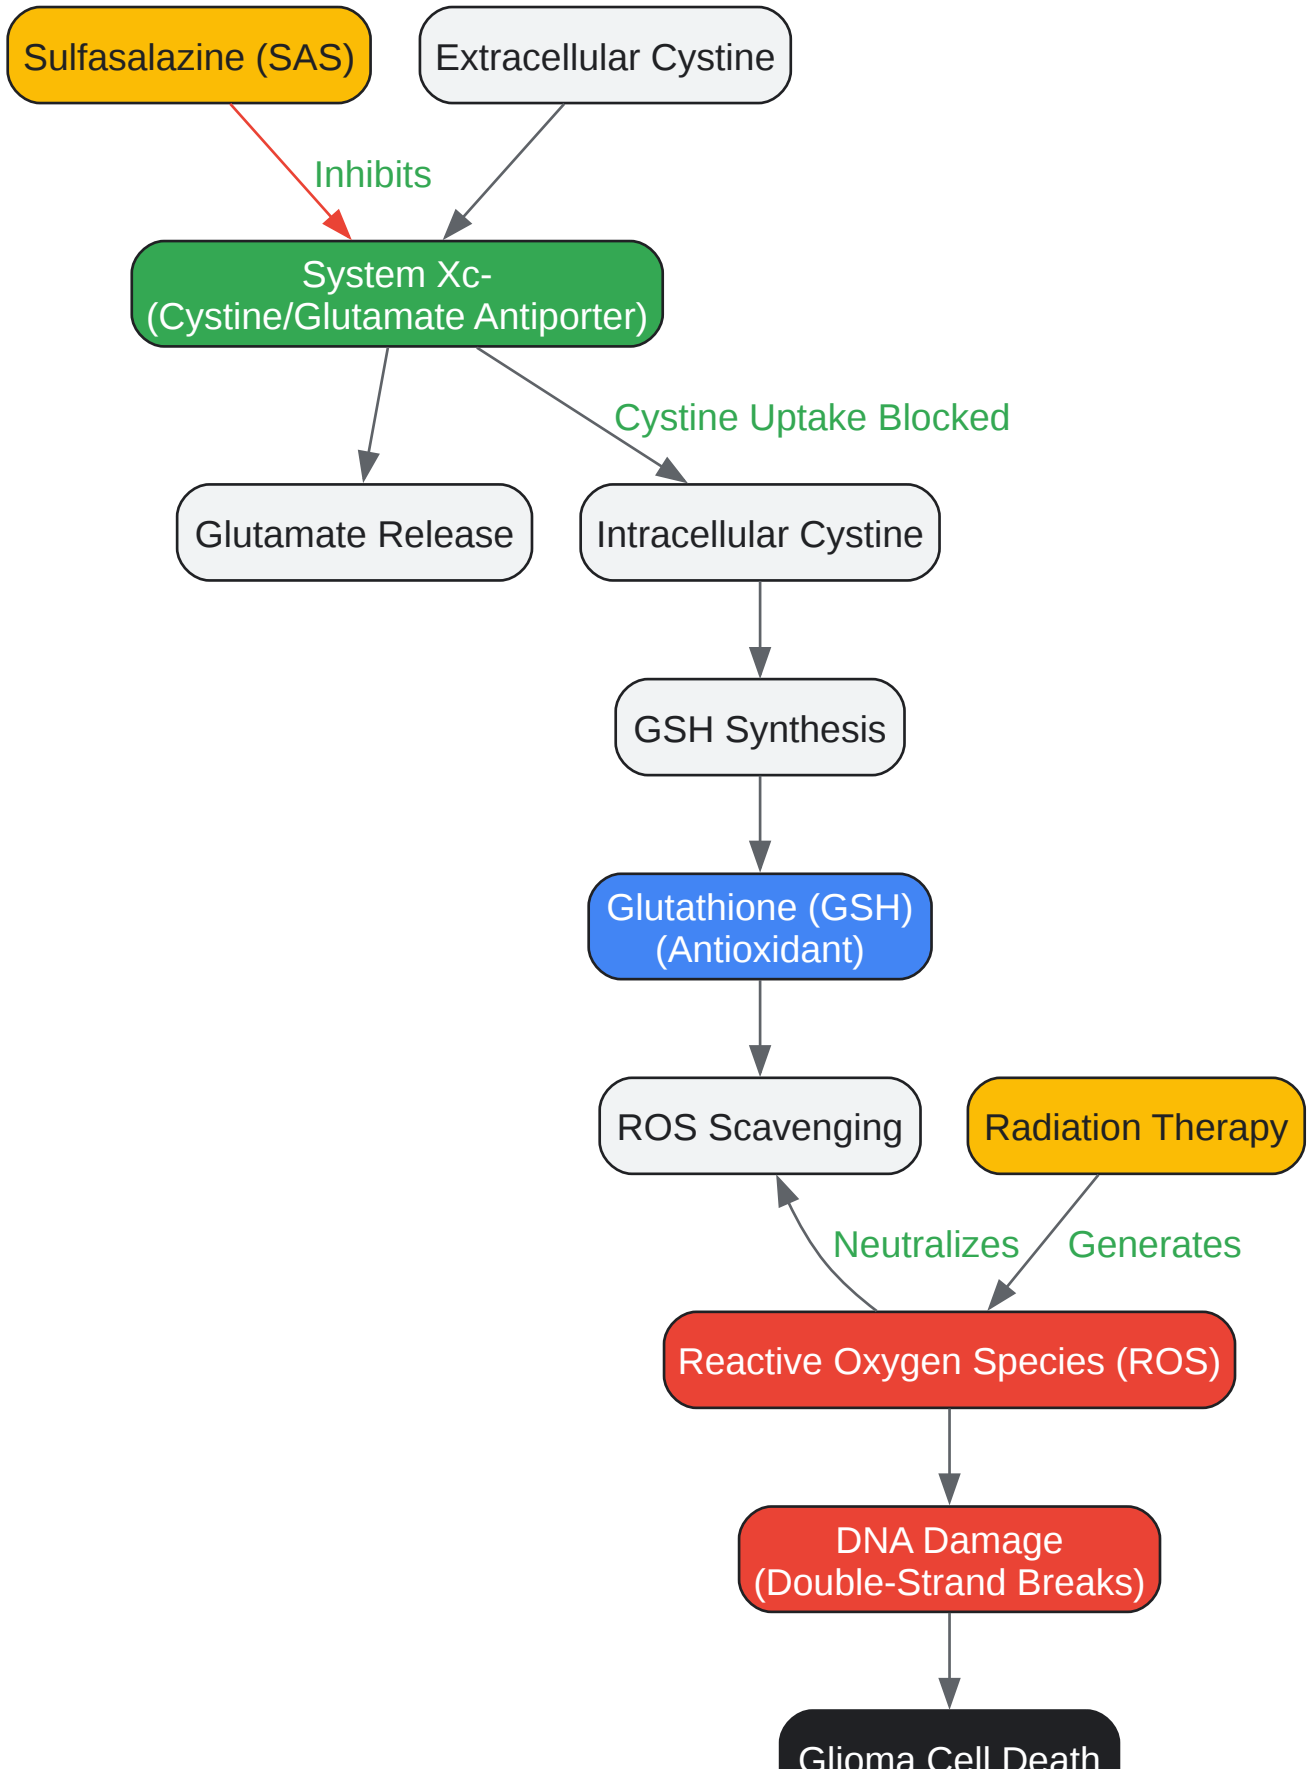 Sulfasalazine (SAS)
Extracellular Cystine
Inhibits
System Xc-
(Cystine/Glutamate Antiporter)
Cystine Uptake Blocked
Glutamate Release
Intracellular Cystine
GSH Synthesis
Glutathione (GSH)
(Antioxidant)
ROS Scavenging
Radiation Therapy
Neutralizes
Generates
Reactive Oxygen Species (ROS)
DNA Damage
(Double-Strand Breaks)
Glioma Cell Death